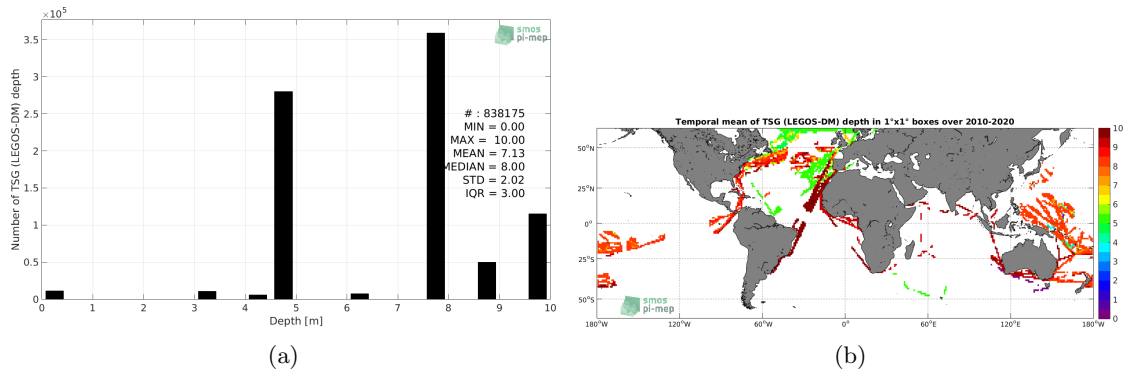 ×10⁵
smos
pi-mep
3.5
3
2.5
2
1.5
1
0.5
0
Number of TSG (LEGOS-DM) depth
# : 838175
MIN = 0.00
MAX = 10.00
MEAN = 7.13
MEDIAN = 8.00
STD = 2.02
IQR = 3.00
0 1 2 3 4 5 6 7 8 9 10
Depth [m]
(a)
Temporal mean of TSG (LEGOS-DM) depth in 1°x1° boxes over 2010-2020
50°N
25°N
0°
25°S
50°S
180°W 120°W 60°W 0° 60°E 120°E 180°E
smos
pi-mep
10
9
8
7
6
5
4
3
2
1
0
(b)